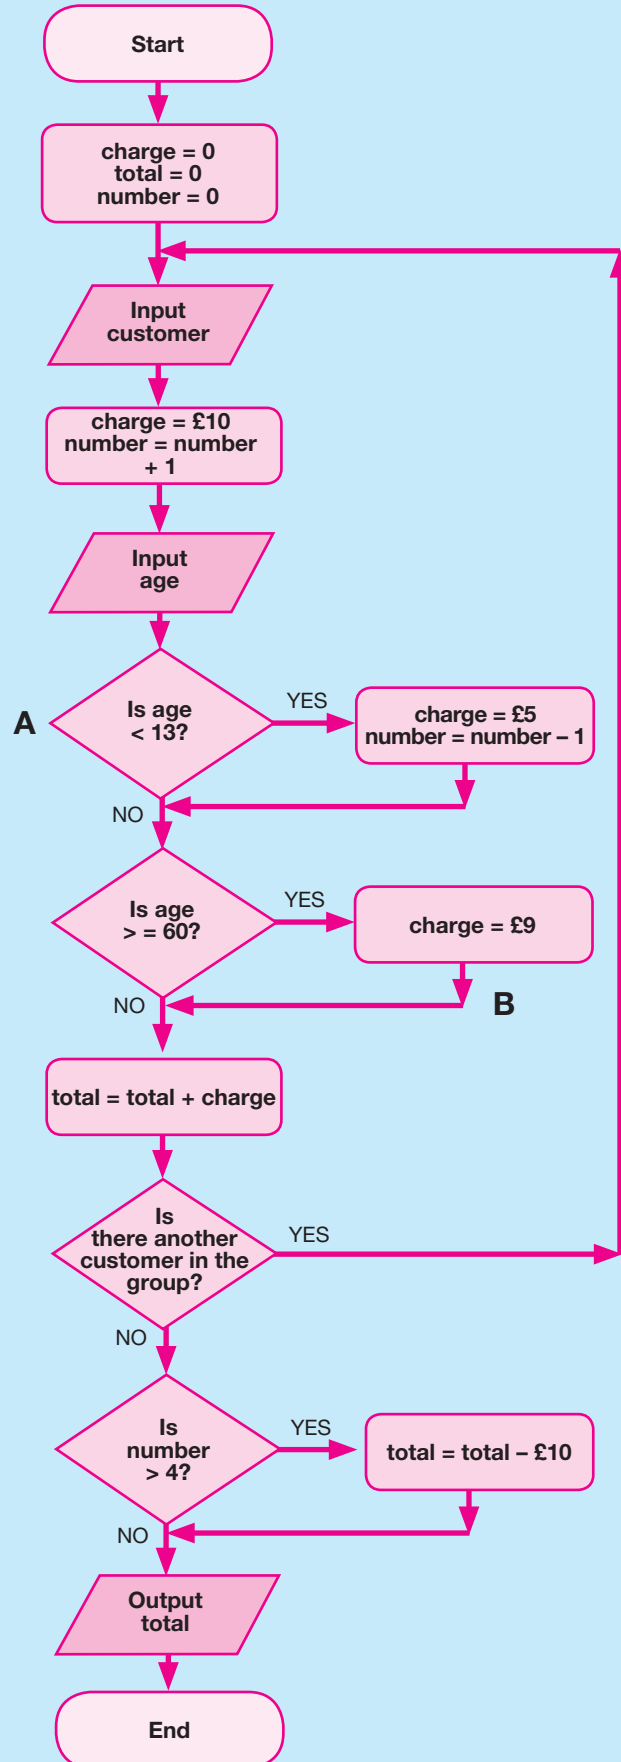 Start
charge = 0
total = 0
number = 0
Input
customer
charge = £10
number = number
+ 1
Input
age
A
Is age
< 13?
YES
charge = £5
number = number – 1
NO
Is age
> = 60?
YES
charge = £9
B
NO
total = total + charge
Is
there another
customer in the
group?
YES
NO
Is
number
> 4?
YES
total = total – £10
NO
Output
total
End